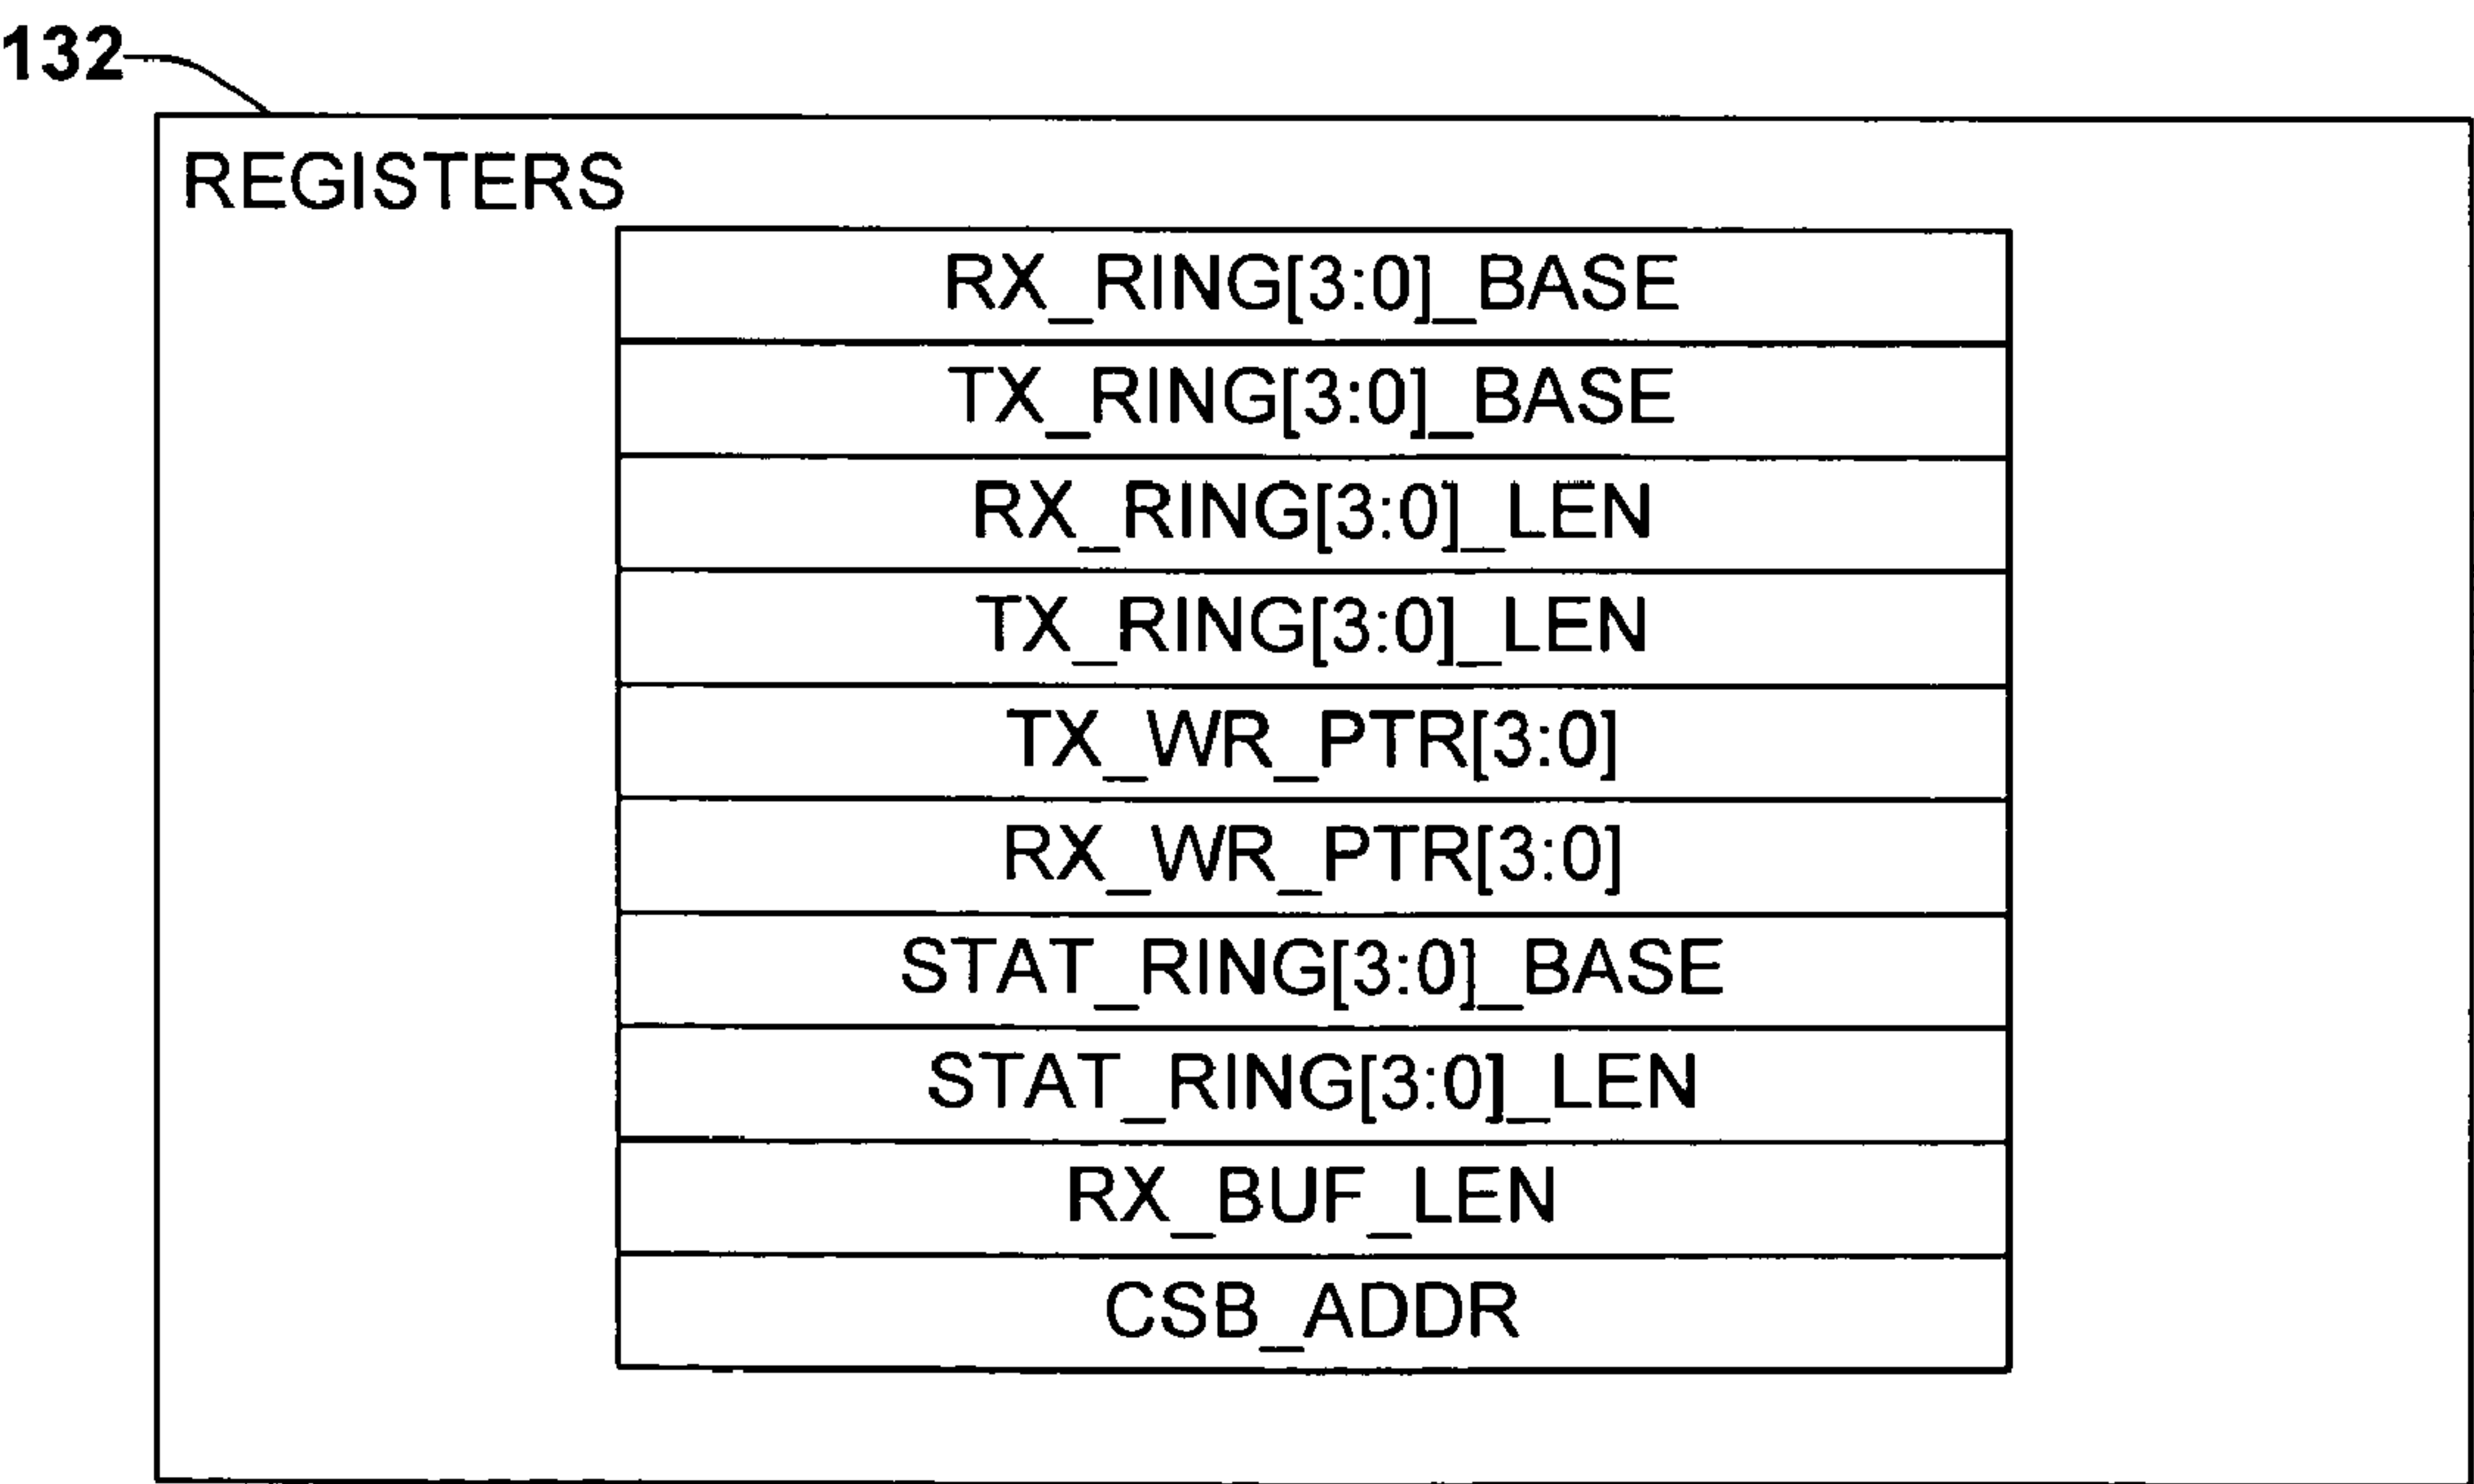 132
REGISTERS
RX_RING[3:0]_BASE
TX_RING[3:0]_BASE
RX_RING[3:0]_LEN
TX_RING[3:0]_LEN
TX_WR_PTR[3:0]
RX_WR_PTR[3:0]
STAT_RING[3:0]_BASE
STAT_RING[3:0]_LEN
RX_BUF_LEN
CSB_ADDR